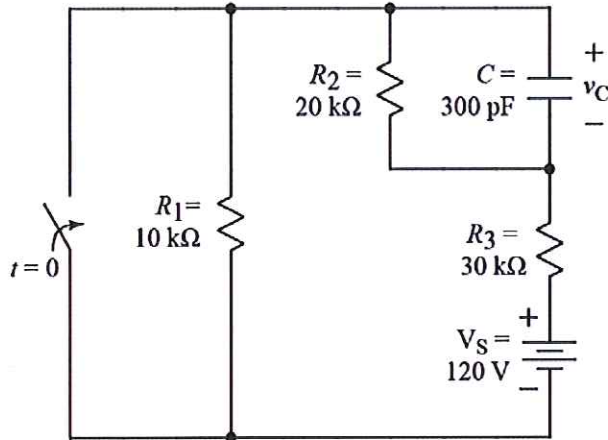 R2 =
20 kΩ
C =
300 pF
+
vC
−
R1=
10 kΩ
t = 0
R3 =
30 kΩ
+
VS =
120 V
−